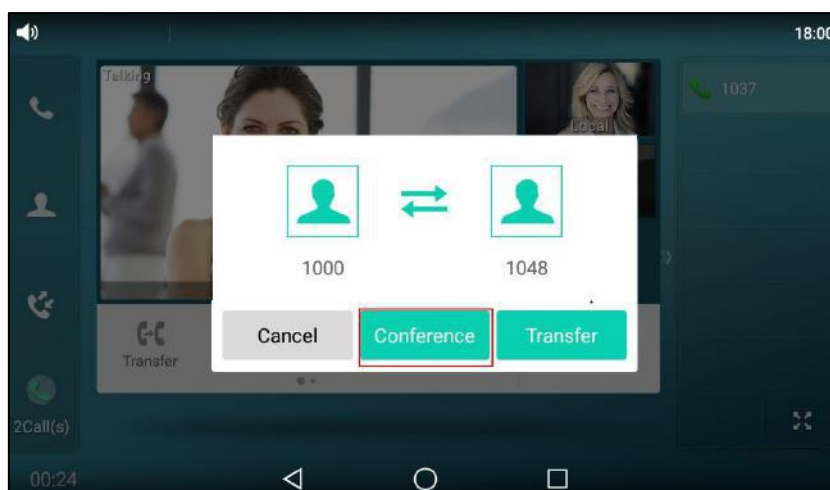 18:00
Talking
Local
1037
1000
1048
Cancel
Conference
Transfer
Transfer
2Call(s)
00:24